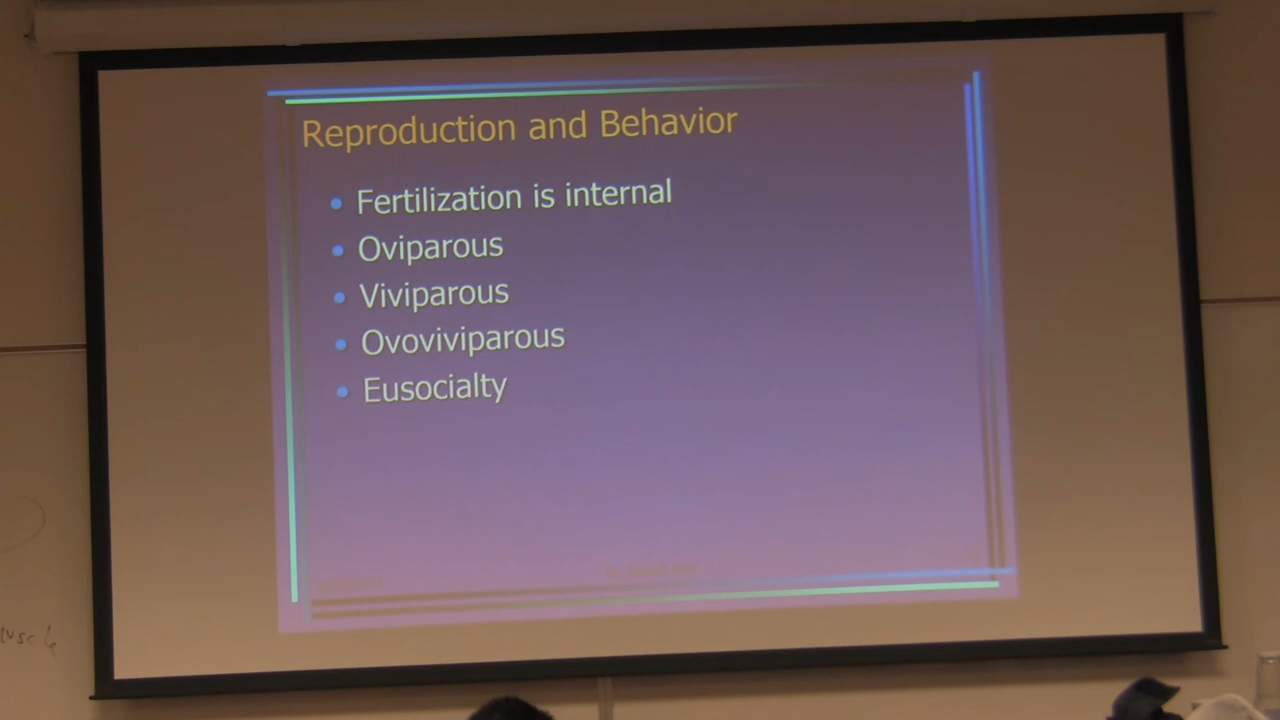 Reproduction and Behavior
• Fertilization is internal
• Oviparous
• Viviparous
• Ovoviviparous
• Eusocialty